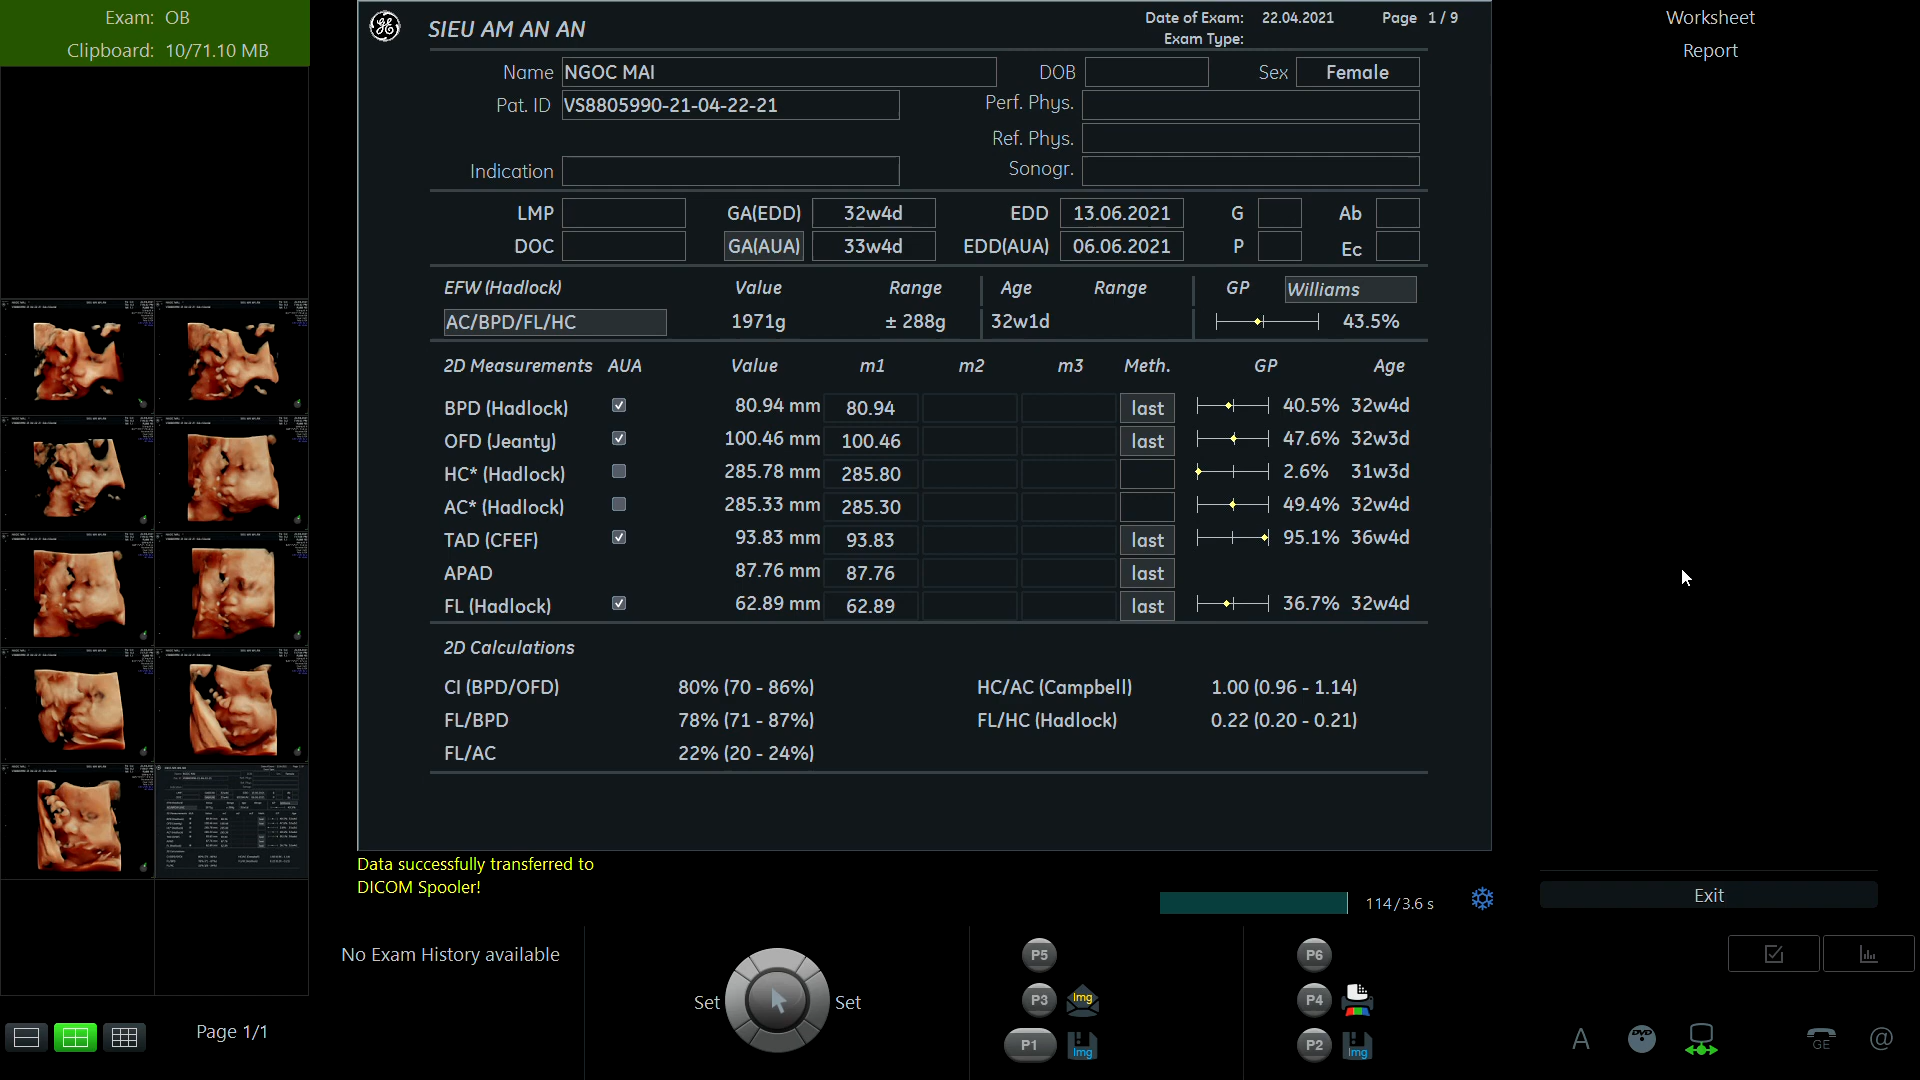 Exam: OB
Clipboard: 10/71.10 MB
SIEU AM AN AN
Date of Exam: 22.04.2021 Page 1 / 9
Exam Type:
Name NGOC MAI DOB Sex Female
Pat. ID VS8805990-21-04-22-21 Perf. Phys.
Ref. Phys.
Indication Sonogr.
LMP GA(EDD) 32w4d EDD 13.06.2021 G Ab
DOC GA(AUA) 33w4d EDD(AUA) 06.06.2021 P Ec
EFW (Hadlock) Value Range Age Range GP Williams
AC/BPD/FL/HC 1971g ± 288g 32w1d 43.5%
2D Measurements AUA Value m1 m2 m3 Meth. GP Age
BPD (Hadlock) 80.94 mm 80.94 last 40.5% 32w4d
OFD (Jeanty) 100.46 mm 100.46 last 47.6% 32w3d
HC* (Hadlock) 285.78 mm 285.80 2.6% 31w3d
AC* (Hadlock) 285.33 mm 285.30 49.4% 32w4d
TAD (CFEF) 93.83 mm 93.83 last 95.1% 36w4d
APAD 87.76 mm 87.76 last
FL (Hadlock) 62.89 mm 62.89 last 36.7% 32w4d
2D Calculations
CI (BPD/OFD) 80% (70 - 86%) HC/AC (Campbell) 1.00 (0.96 - 1.14)
FL/BPD 78% (71 - 87%) FL/HC (Hadlock) 0.22 (0.20 - 0.21)
FL/AC 22% (20 - 24%)
Data successfully transferred to
DICOM Spooler!
114/3.6 s
Worksheet
Report
Exit
No Exam History available
Set Set
P5 P6
P3 Img P4
P1 Img P2 Img
Page 1/1
A DVD GE @